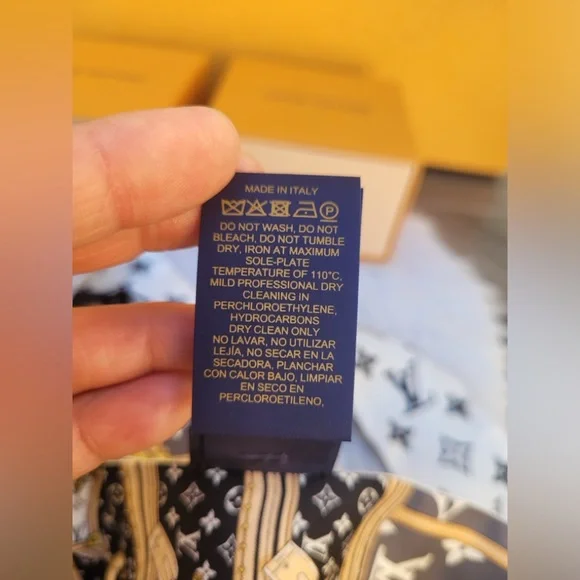 MADE IN ITALY
DO NOT WASH, DO NOT
BLEACH, DO NOT TUMBLE
DRY, IRON AT MAXIMUM
SOLE-PLATE
TEMPERATURE OF 110°C,
MILD PROFESSIONAL DRY
CLEANING IN
PERCHLOROETHYLENE,
HYDROCARBONS
DRY CLEAN ONLY
NO LAVAR, NO UTILIZAR
LEJÍA, NO SECAR EN LA
SECADORA, PLANCHAR
CON CALOR BAJO, LIMPIAR
EN SECO EN
PERCLOROETILENO,